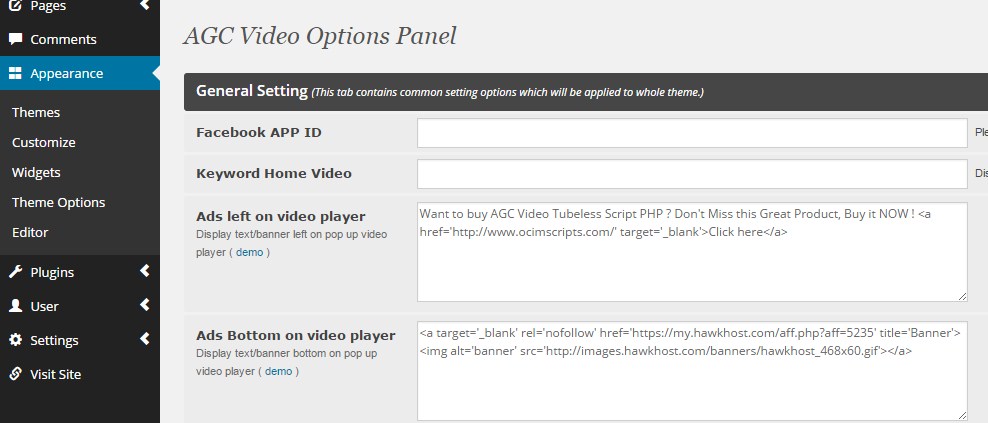 Pages
Comments
Appearance
Themes
Customize
Widgets
Theme Options
Editor
Plugins
User
Settings
Visit Site
AGC Video Options Panel
General Setting (This tab contains common setting options which will be applied to whole theme.)
Facebook APP ID
Ple
Keyword Home Video
Dis
Ads left on video player
Display text/banner left on pop up video
player ( demo )
Want to buy AGC Video Tubeless Script PHP ? Don't Miss this Great Product, Buy it NOW ! <a
href='http://www.ocimscripts.com/' target='_blank'>Click here</a>
Ads Bottom on video player
Display text/banner bottom on pop up
video player ( demo )
<a target='_blank' rel='nofollow' href='https://my.hawkhost.com/aff.php?aff=5235' title='Banner'>
<img alt='banner' src='http://images.hawkhost.com/banners/hawkhost_468x60.gif'></a>